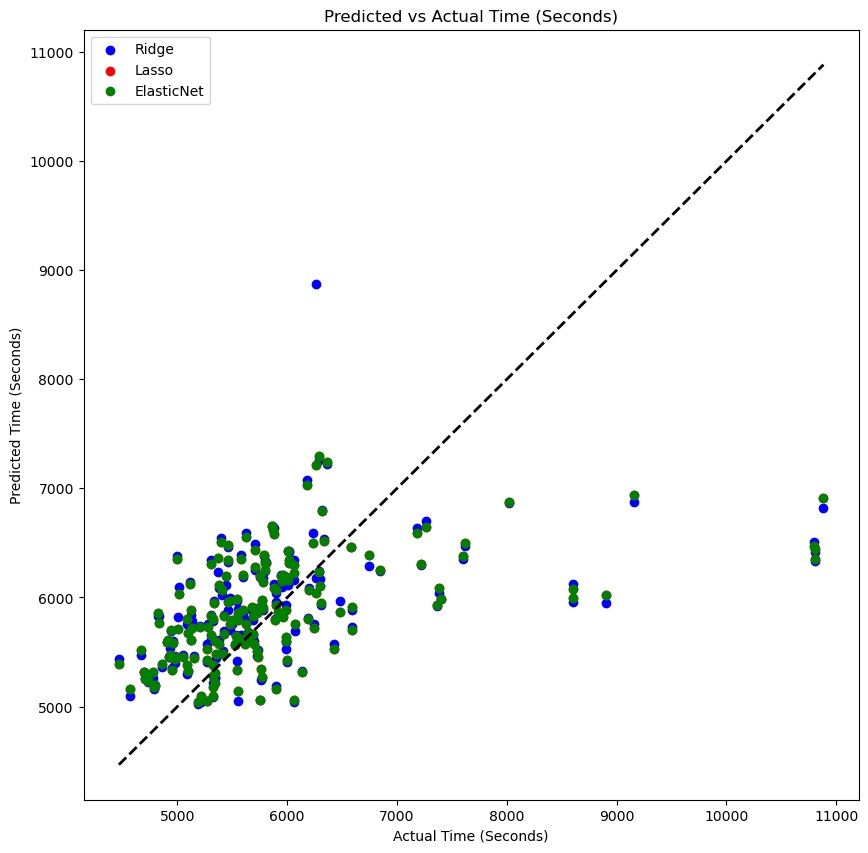 Predicted vs Actual Time (Seconds)
Ridge
Lasso
ElasticNet
11000
10000
9000
8000
7000
6000
5000
Predicted Time (Seconds)
5000 6000 7000 8000 9000 10000 11000
Actual Time (Seconds)